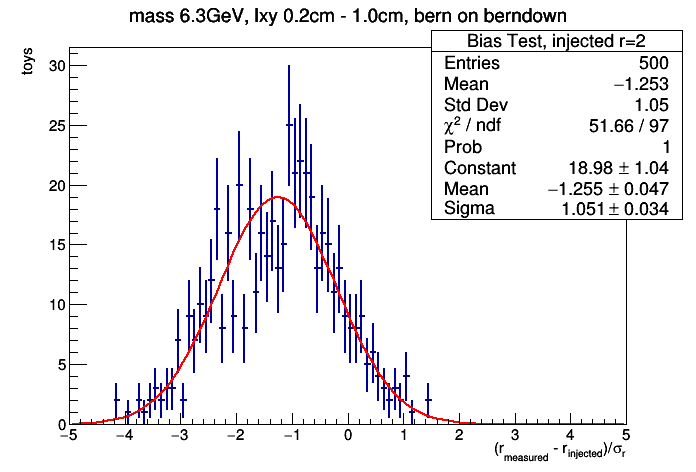 mass 6.3GeV, lxy 0.2cm - 1.0cm, bern on berndown
Bias Test, injected r=2
Entries 500
Mean −1.253
Std Dev 1.05
χ² / ndf 51.66 / 97
Prob 1
Constant 18.98 ± 1.04
Mean −1.255 ± 0.047
Sigma 1.051 ± 0.034
toys
30
25
20
15
10
5
0
−5 −4 −3 −2 −1 0 1 2 3 4 5
(r measured - r injected)/σr